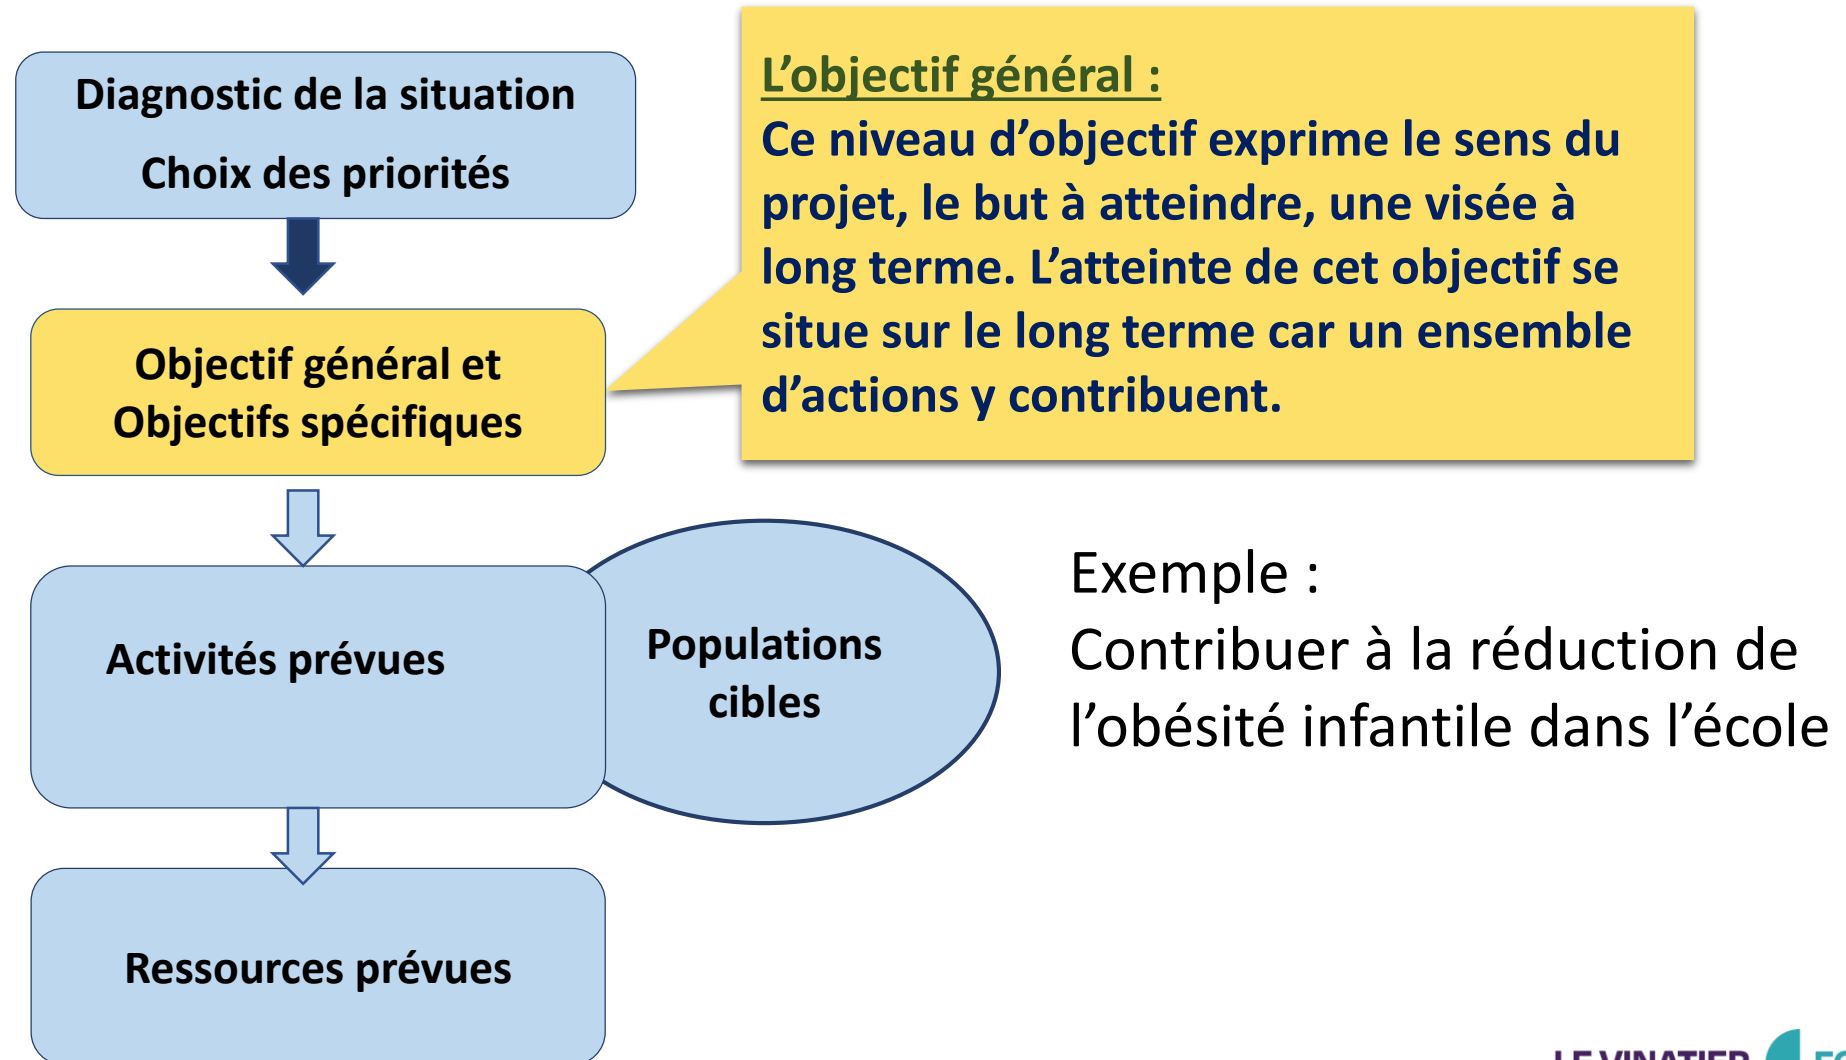 Diagnostic de la situation
Choix des priorités
L’objectif général :
Ce niveau d’objectif exprime le sens du
projet, le but à atteindre, une visée à
long terme. L’atteinte de cet objectif se
situe sur le long terme car un ensemble
d’actions y contribuent.
Objectif général et
Objectifs spécifiques
Activités prévues
Populations
cibles
Exemple :
Contribuer à la réduction de
l’obésité infantile dans l’école
Ressources prévues
LE VINATIER